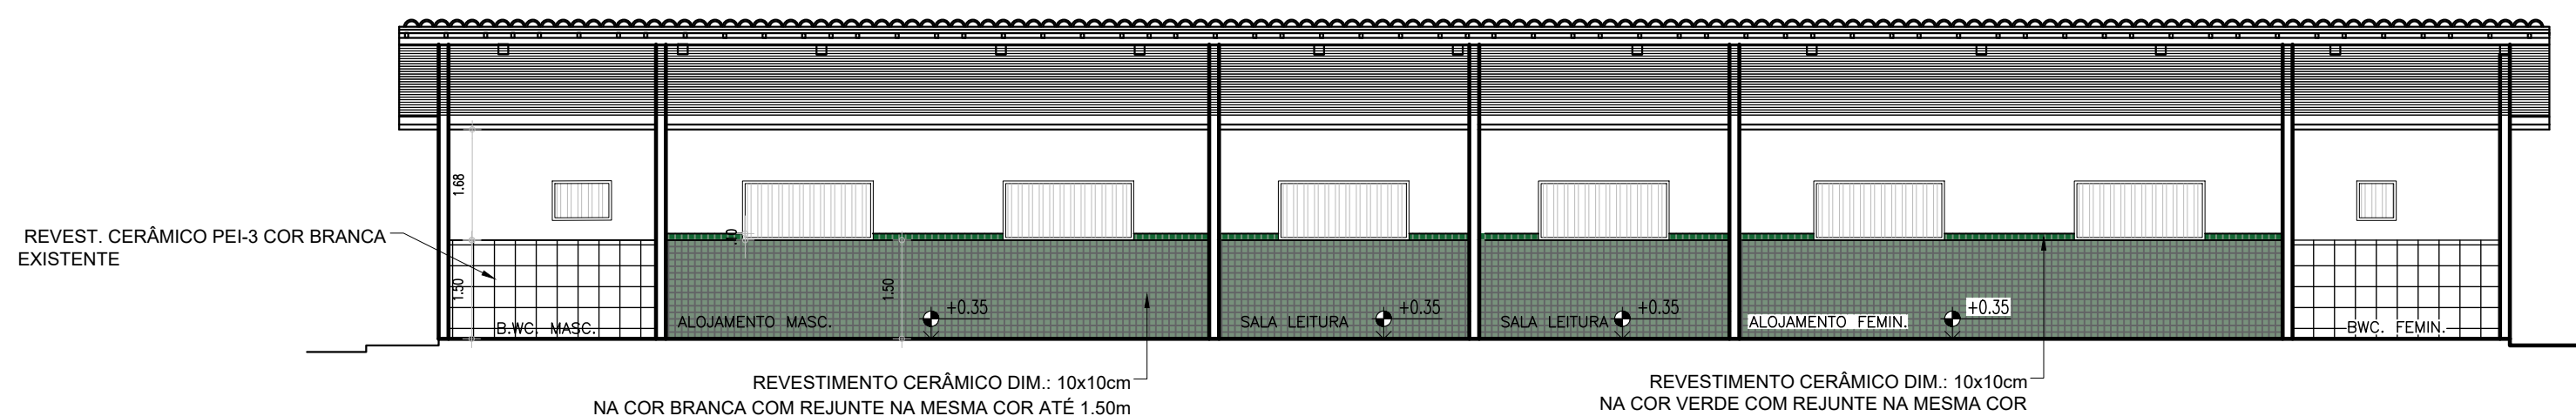 1.68
REVEST. CERÂMICO PEI-3 COR BRANCA
EXISTENTE
1.50
B.WC. MASC.
.10
ALOJAMENTO MASC.
1.50
+0.35
SALA LEITURA
+0.35
SALA LEITURA
+0.35
ALOJAMENTO FEMIN.
+0.35
BWC. FEMIN.
REVESTIMENTO CERÂMICO DIM.: 10x10cm
NA COR BRANCA COM REJUNTE NA MESMA COR ATÉ 1.50m
REVESTIMENTO CERÂMICO DIM.: 10x10cm
NA COR VERDE COM REJUNTE NA MESMA COR